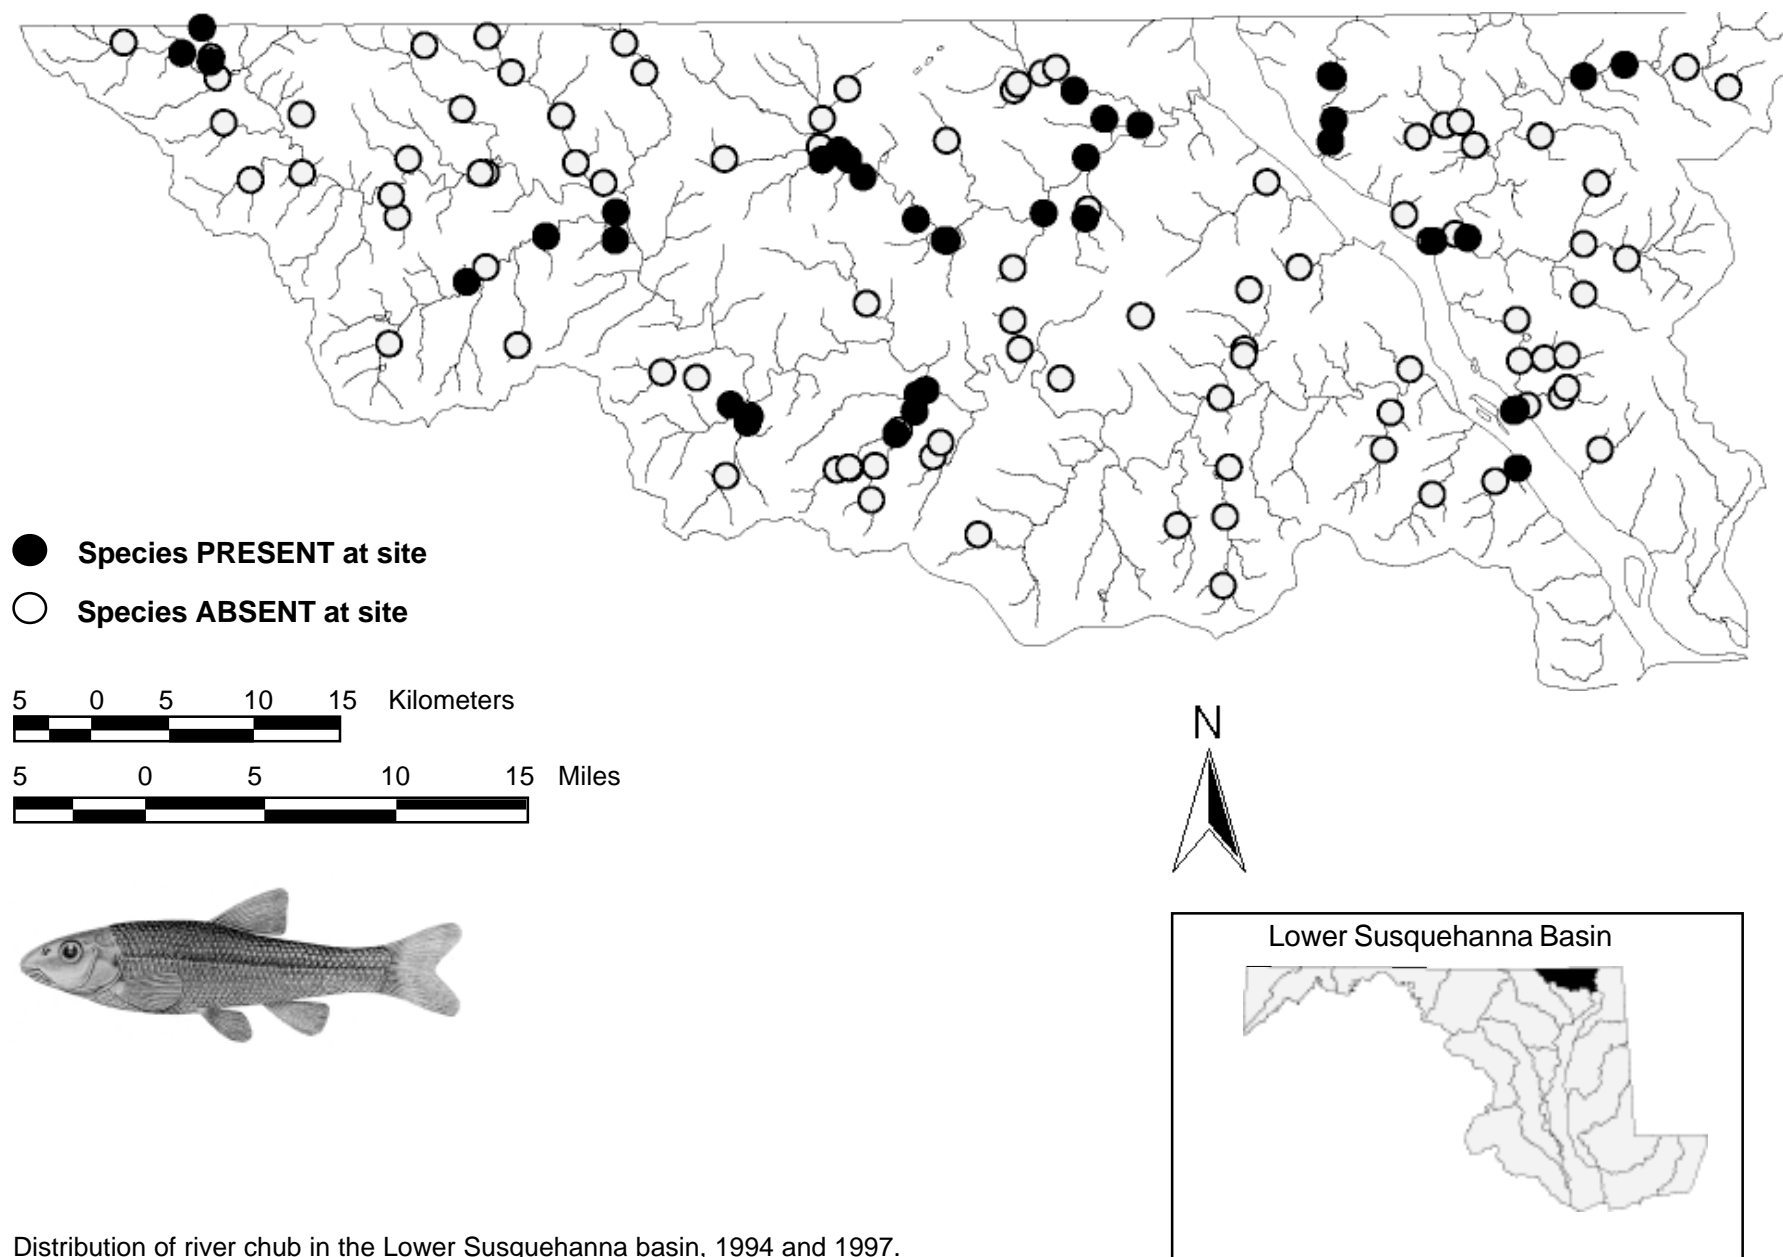 Species PRESENT at site
Species ABSENT at site
5 0 5 10 15 Kilometers
5 0 5 10 15 Miles
N
Lower Susquehanna Basin
Distribution of river chub in the Lower Susquehanna basin, 1994 and 1997.